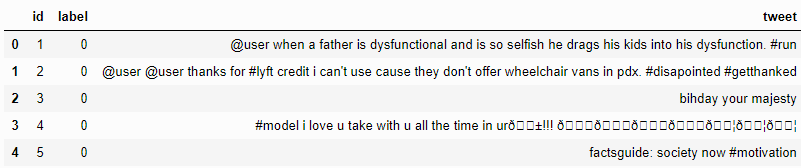 id label tweet
0 1 0 @user when a father is dysfunctional and is so selfish he drags his kids into his dysfunction. #run
1 2 0 @user @user thanks for #lyft credit i can't use cause they don't offer wheelchair vans in pdx. #disapointed #getthanked
2 3 0 bihday your majesty
3 4 0 #model i love u take with u all the time in urð□□±!!! ð□□□ð□□□ð□□□ð□□□ð□□¦ð□□¦ð□□¦
4 5 0 factsguide: society now #motivation